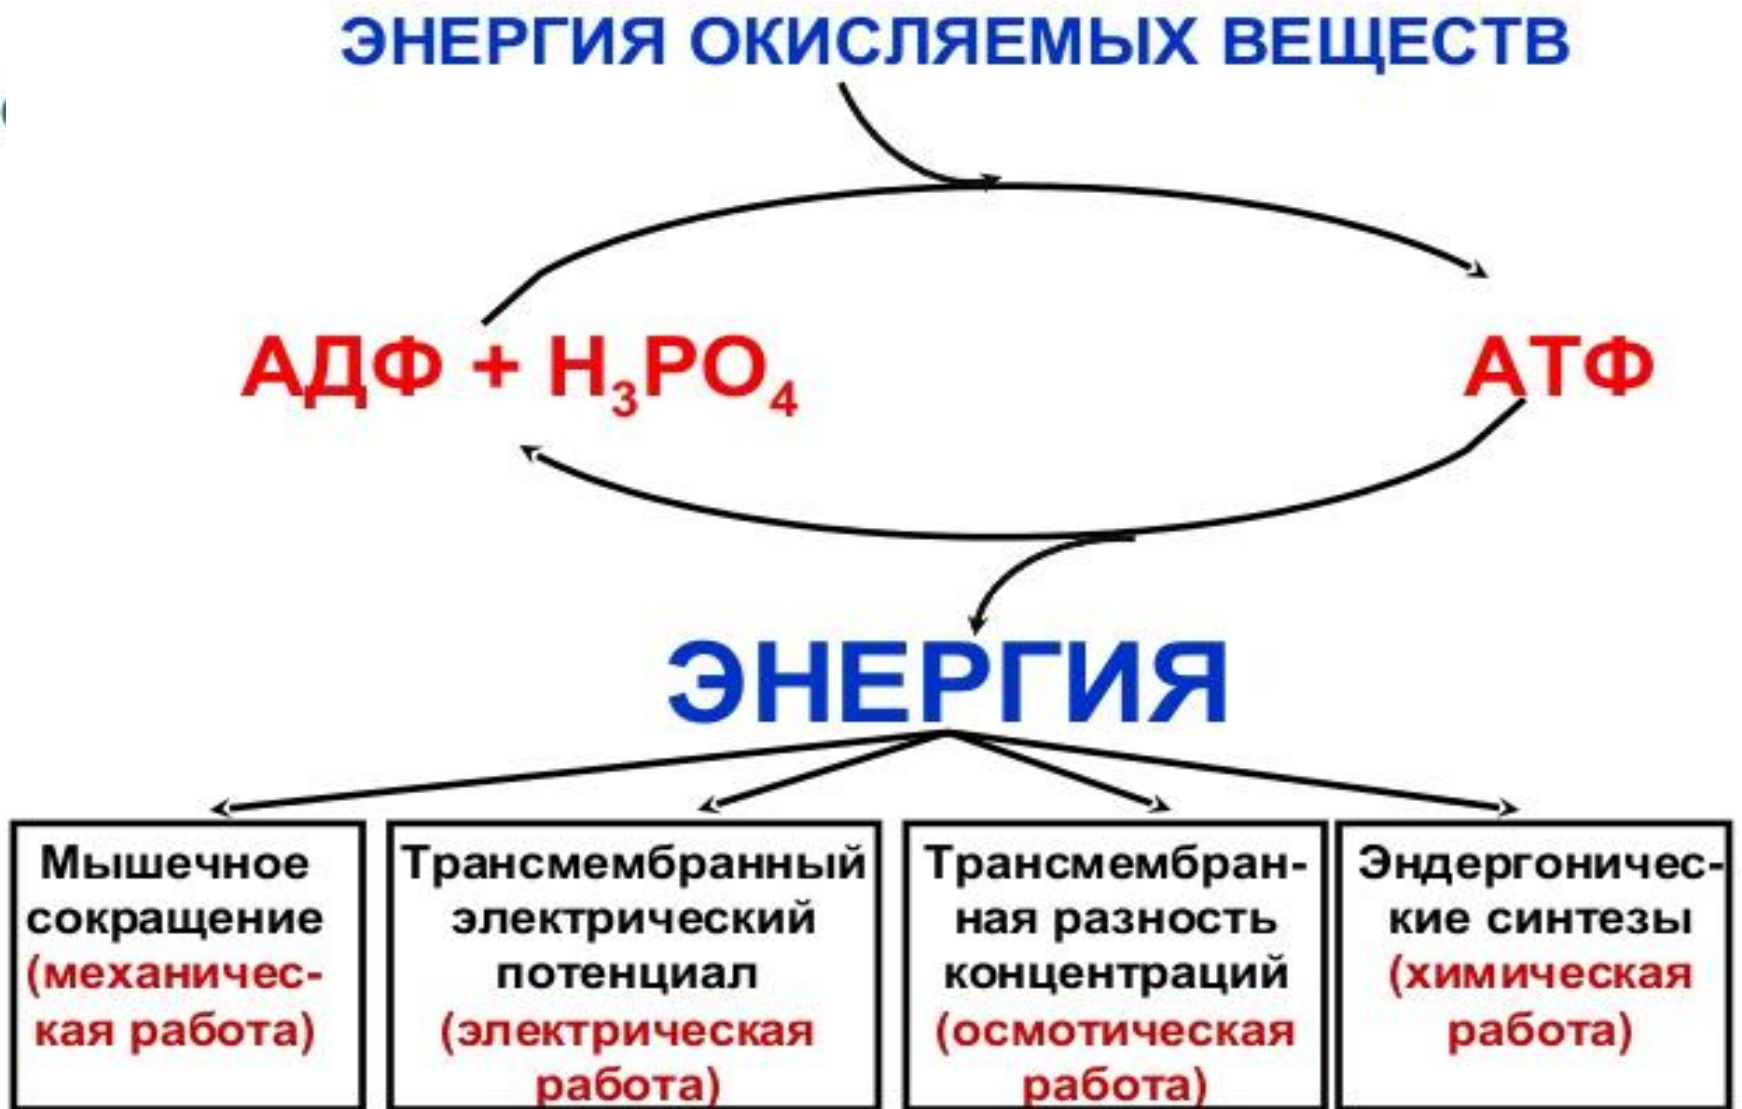 ЭНЕРГИЯ ОКИСЛЯЕМЫХ ВЕЩЕСТВ
АДФ + H₃PO₄
АТФ
ЭНЕРГИЯ
Мышечное
сокращение
(механичес-
кая работа)
Трансмембранный
электрический
потенциал
(электрическая
работа)
Трансмембран-
ная разность
концентраций
(осмотическая
работа)
Эндергоничес-
кие синтезы
(химическая
работа)